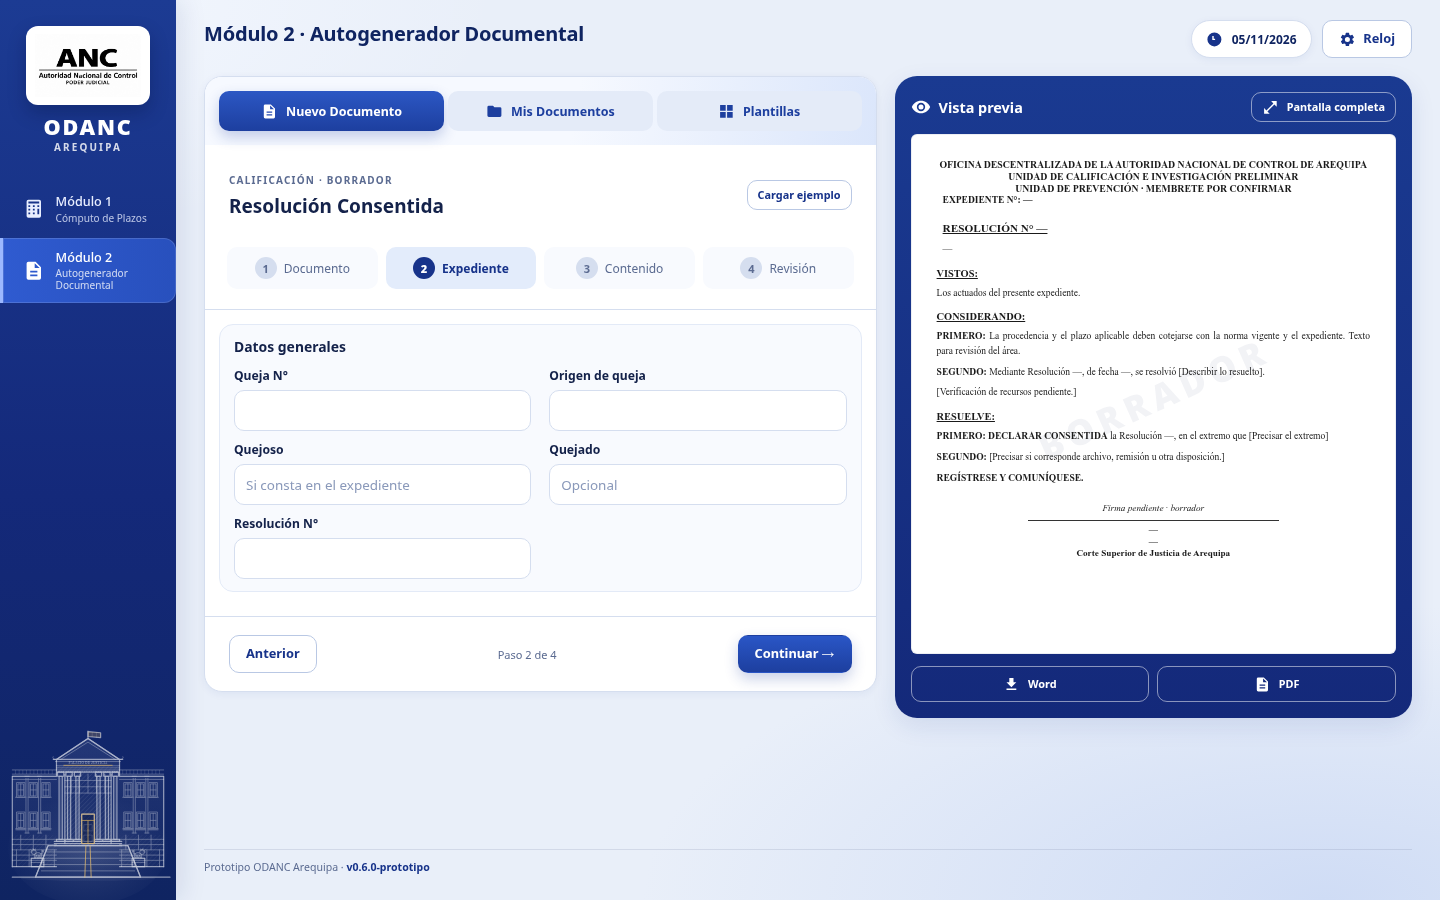 ANC
Autoridad Nacional de Control
PODER JUDICIAL
ODANC
AREQUIPA
Módulo 1
Cómputo de Plazos
Módulo 2
Autogenerador
Documental
Módulo 2 · Autogenerador Documental
05/11/2026
Reloj
Nuevo Documento
Mis Documentos
Plantillas
CALIFICACIÓN · BORRADOR
Resolución Consentida
Cargar ejemplo
1 Documento
2 Expediente
3 Contenido
4 Revisión
Datos generales
Queja N°
Origen de queja
Quejoso
Quejado
Si consta en el expediente
Opcional
Resolución N°
Anterior
Paso 2 de 4
Continuar →
Vista previa
Pantalla completa
OFICINA DESCENTRALIZADA DE LA AUTORIDAD NACIONAL DE CONTROL DE AREQUIPA
UNIDAD DE CALIFICACIÓN E INVESTIGACIÓN PRELIMINAR
UNIDAD DE PREVENCIÓN · MEMBRETE POR CONFIRMAR
EXPEDIENTE N°: —
RESOLUCIÓN N° —
—
VISTOS:
Los actuados del presente expediente.
CONSIDERANDO:
PRIMERO: La procedencia y el plazo aplicable deben cotejarse con la norma vigente y el expediente. Texto
para revisión del área.
SEGUNDO: Mediante Resolución —, de fecha —, se resolvió [Describir lo resuelto].
[Verificación de recursos pendiente.]
BORRADOR
RESUELVE:
PRIMERO: DECLARAR CONSENTIDA la Resolución —, en el extremo que [Precisar el extremo]
SEGUNDO: [Precisar si corresponde archivo, remisión u otra disposición.]
REGÍSTRESE Y COMUNÍQUESE.
Firma pendiente · borrador
—
—
Corte Superior de Justicia de Arequipa
Word
PDF
Prototipo ODANC Arequipa · v0.6.0-prototipo